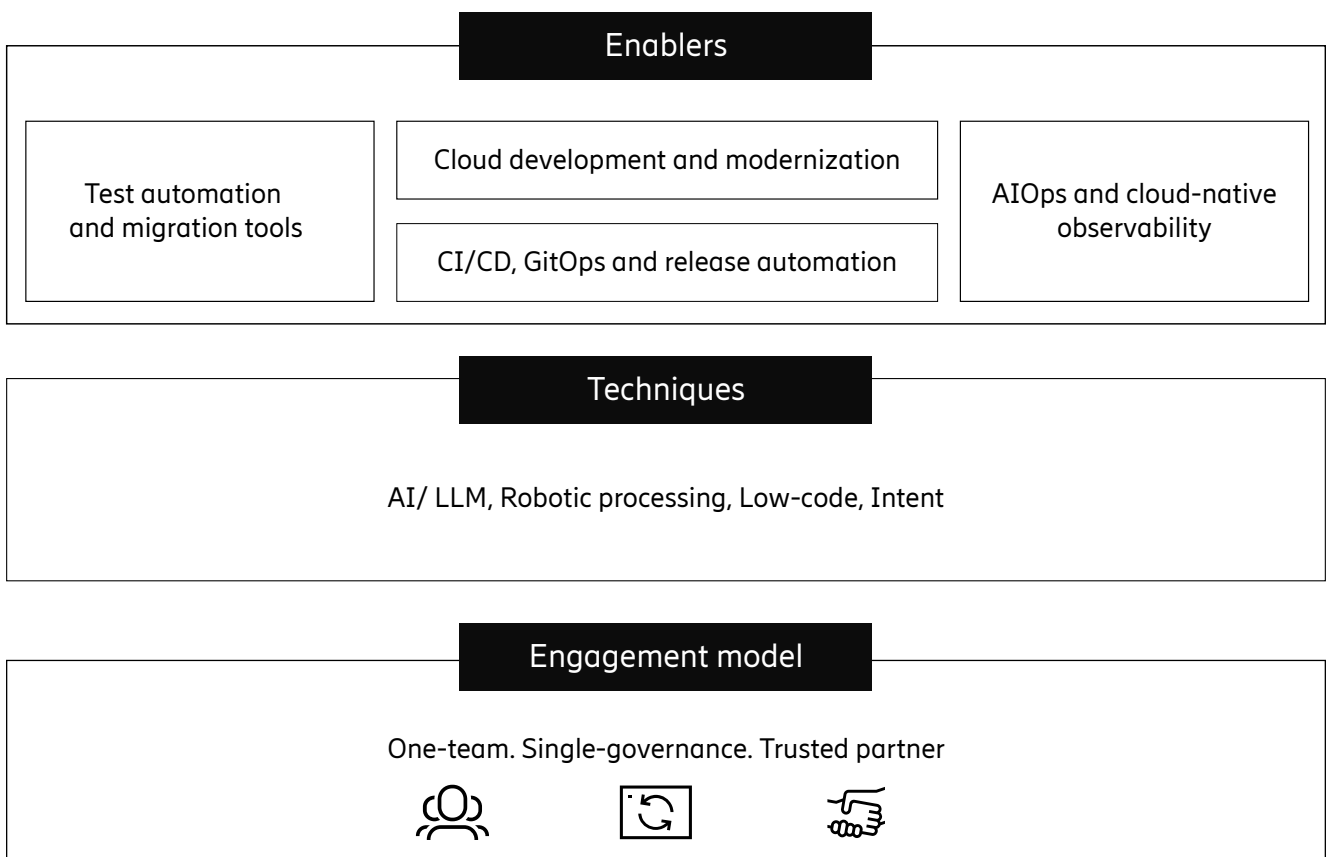 Enablers
Test automation
and migration tools
Cloud development and modernization
CI/CD, GitOps and release automation
AIOps and cloud-native
observability
Techniques
AI/ LLM, Robotic processing, Low-code, Intent
Engagement model
One-team. Single-governance. Trusted partner